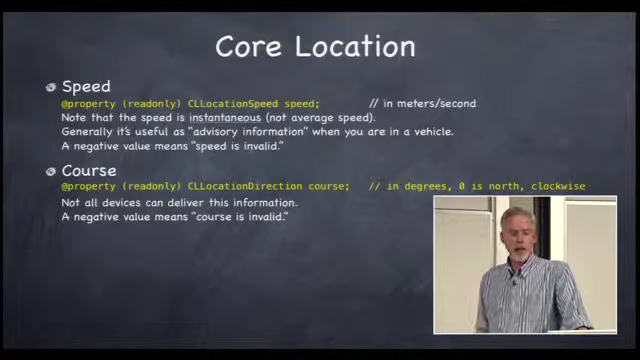 Core Location
Speed
@property (readonly) CLLocationSpeed speed; // in meters/second
Note that the speed is instantaneous (not average speed).
Generally it's useful as "advisory information" when you are in a vehicle.
A negative value means "speed is invalid."
Course
@property (readonly) CLLocationDirection course; // in degrees, 0 is north, clockwise
Not all devices can deliver this information.
A negative value means "course is invalid."